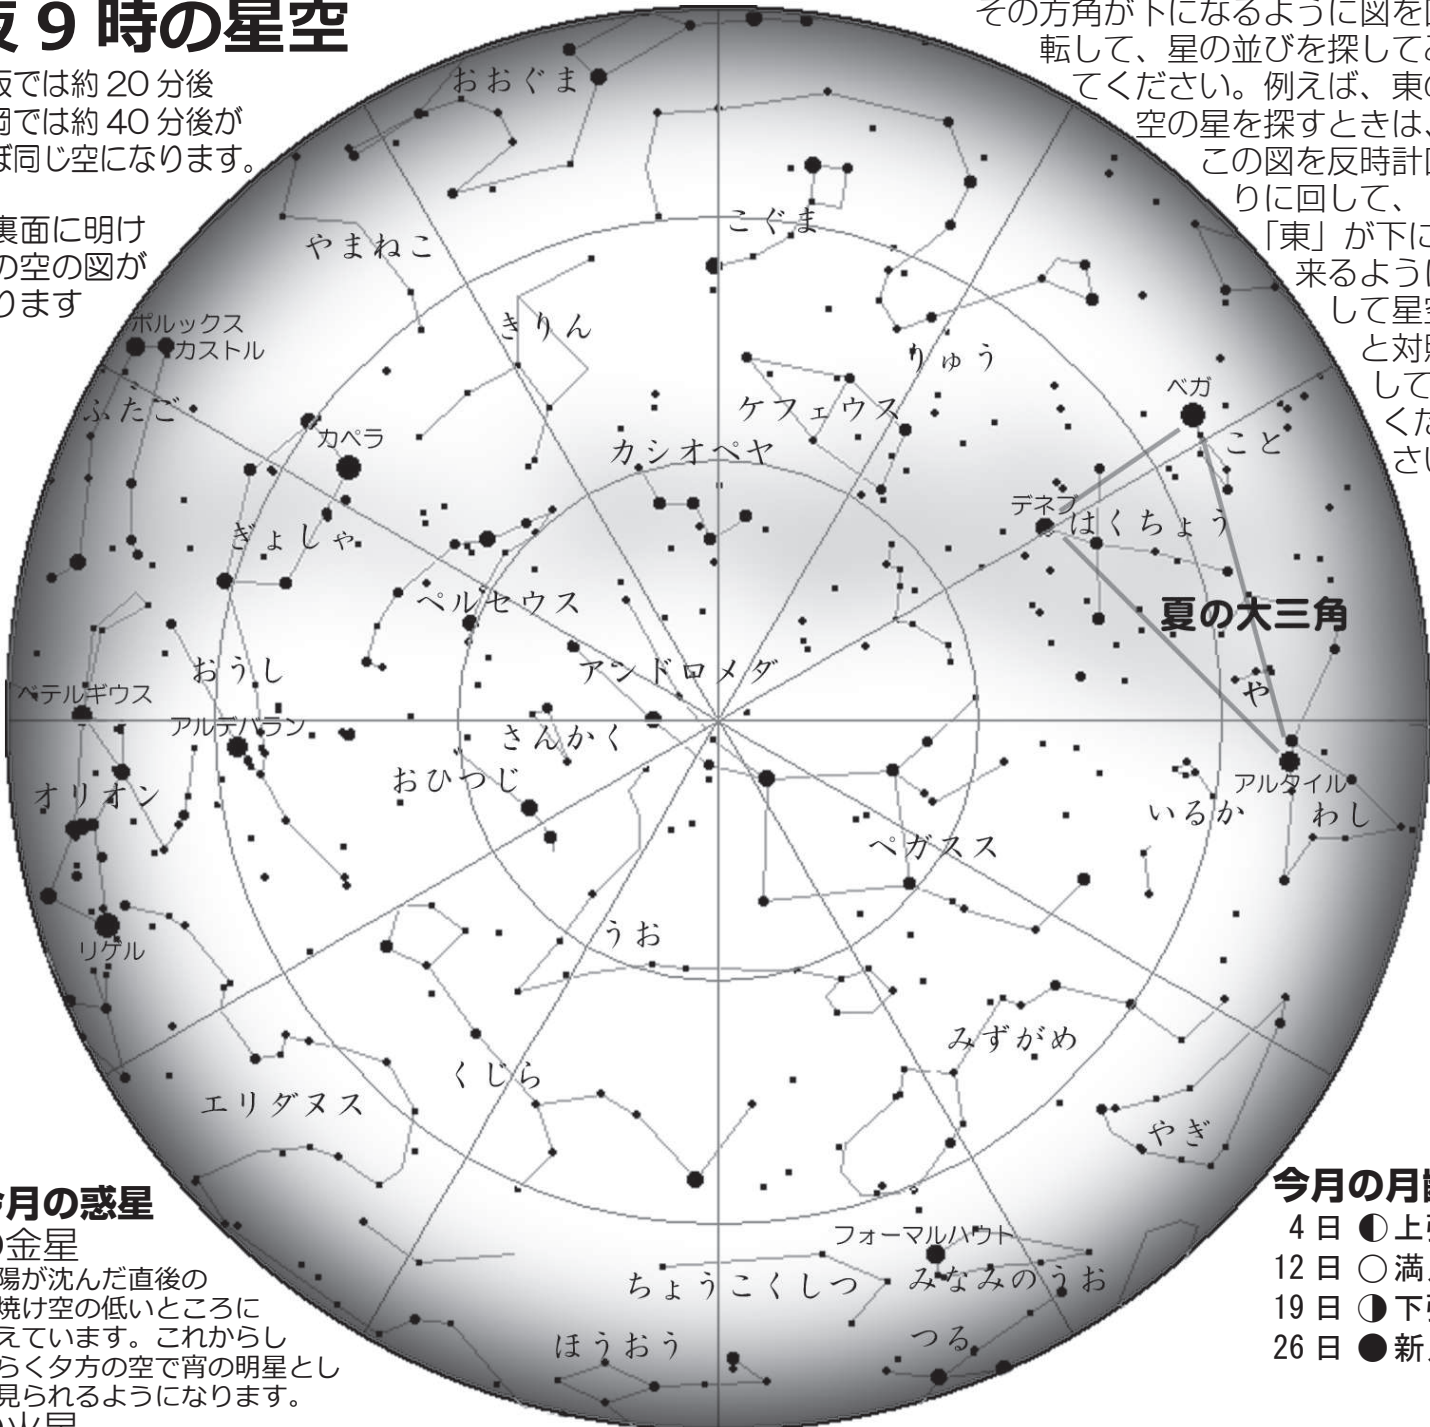 夜９時の星空
阪では約 20 分後
岡では約 40 分後が
ぼ同じ空になります。
裏面に明け
の空の図が
ります
その方角が下になるように図を回
転して、星の並びを探してみ
てください。例えば、東の
空の星を探すときは、
この図を反時計回
りに回して、
「東」が下に
来るように
して星空
と対照
して
くだ
さい
おおぐま
こぐま
やまねこ
きりん
ポルックス
カストル
りゅう
ベガ
ふたご
ケフェウス
カペラ
カシオペヤ
こと
デネブ
はくちょう
ぎょしゃ
ペルセウス
夏の大三角
おうし
アンドロメダ
や
ベテルギウス
アルデバラン
さんかく
おひつじ
アルタイル
オリオン
いるか
わし
ペガスス
リゲル
うお
みずがめ
くじら
エリダヌス
やぎ
フォーマルハウト
ちょうこくしつ
みなみのうお
ほうおう
つる
今月の惑星
金星
陽が沈んだ直後の
焼け空の低いところに
えています。これからし
らく夕方の空で宵の明星とし
見られるようになります。
火星
今月の月齢
4 日 ◐上弦
12 日 ○満月
19 日 ◑下弦
26 日 ●新月